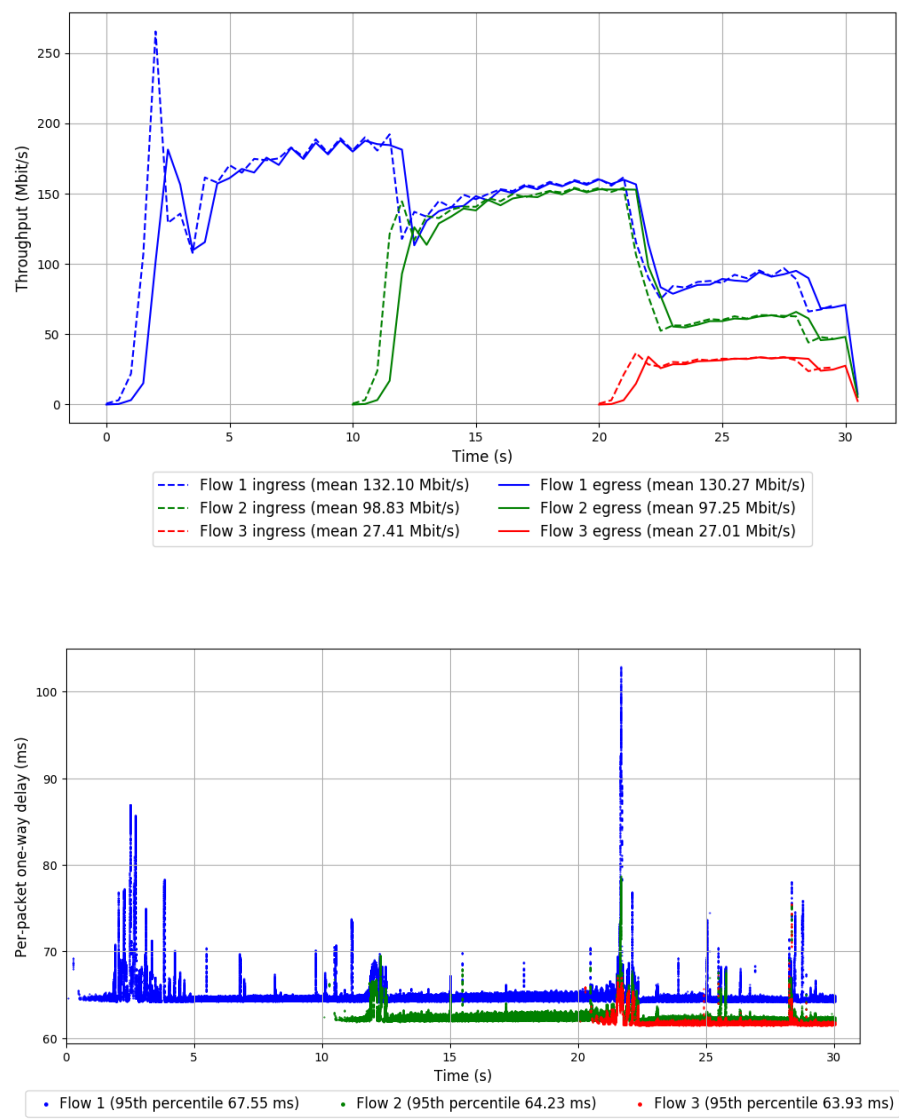 250
200
150
100
50
0
Throughput (Mbit/s)
0 5 10 15 20 25 30
Time (s)
Flow 1 ingress (mean 132.10 Mbit/s) Flow 1 egress (mean 130.27 Mbit/s)
Flow 2 ingress (mean 98.83 Mbit/s) Flow 2 egress (mean 97.25 Mbit/s)
Flow 3 ingress (mean 27.41 Mbit/s) Flow 3 egress (mean 27.01 Mbit/s)
100
90
80
70
60
Per-packet one-way delay (ms)
0 5 10 15 20 25 30
Time (s)
Flow 1 (95th percentile 67.55 ms) Flow 2 (95th percentile 64.23 ms) Flow 3 (95th percentile 63.93 ms)